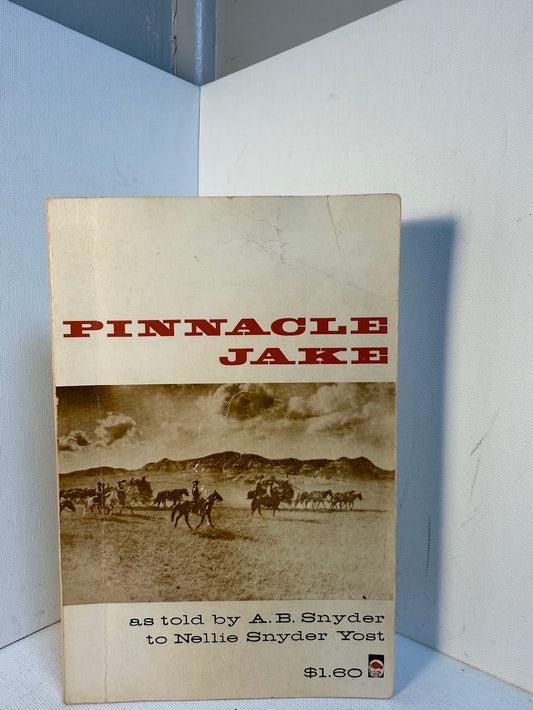 PINNACLE
JAKE
as told by A.B. Snyder
to Nellie Snyder Yost
$1.60